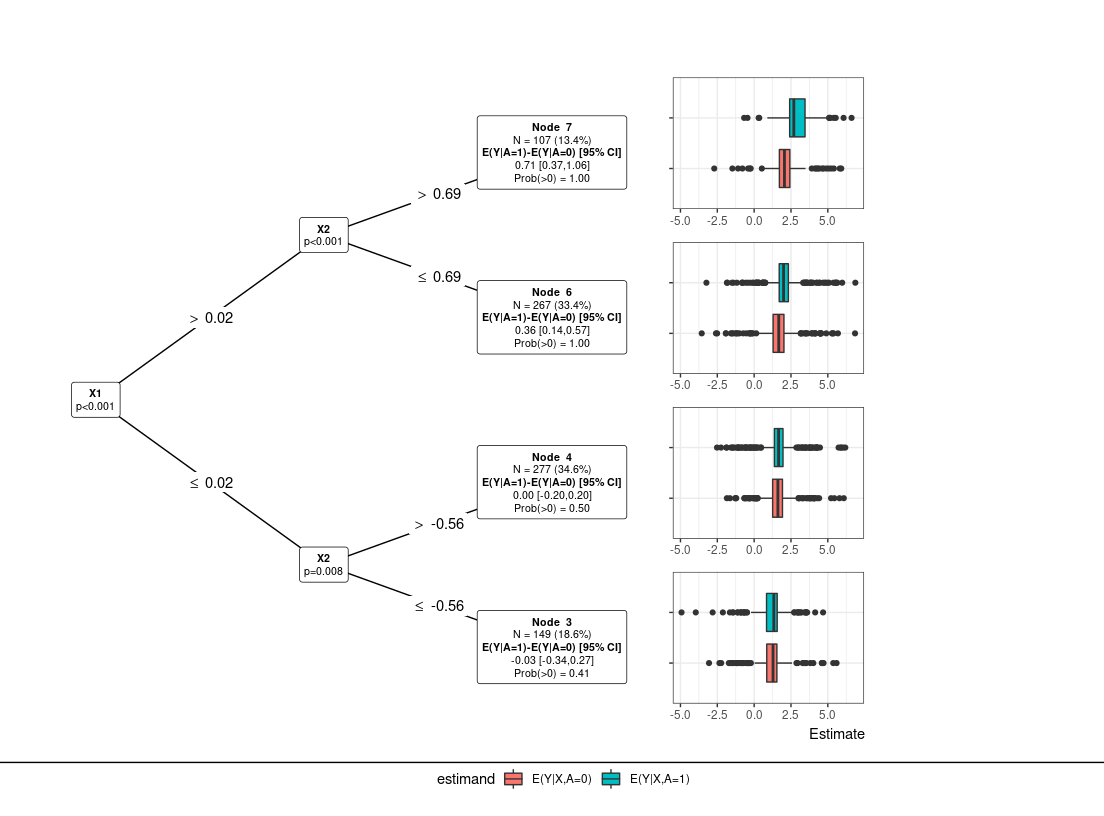 Node 7
N = 107 (13.4%)
E(Y|A=1)-E(Y|A=0) [95% CI]
0.71 [0.37,1.06]
Prob(>0) = 1.00
-5.0 -2.5 0.0 2.5 5.0
> 0.69
X2
p<0.001
≤ 0.69
Node 6
N = 267 (33.4%)
E(Y|A=1)-E(Y|A=0) [95% CI]
0.36 [0.14,0.57]
Prob(>0) = 1.00
-5.0 -2.5 0.0 2.5 5.0
> 0.02
X1
p<0.001
≤ 0.02
Node 4
N = 277 (34.6%)
E(Y|A=1)-E(Y|A=0) [95% CI]
0.00 [-0.20,0.20]
Prob(>0) = 0.50
-5.0 -2.5 0.0 2.5 5.0
> -0.56
X2
p=0.008
≤ -0.56
Node 3
N = 149 (18.6%)
E(Y|A=1)-E(Y|A=0) [95% CI]
-0.03 [-0.34,0.27]
Prob(>0) = 0.41
-5.0 -2.5 0.0 2.5 5.0
Estimate
estimand E(Y|X,A=0) E(Y|X,A=1)